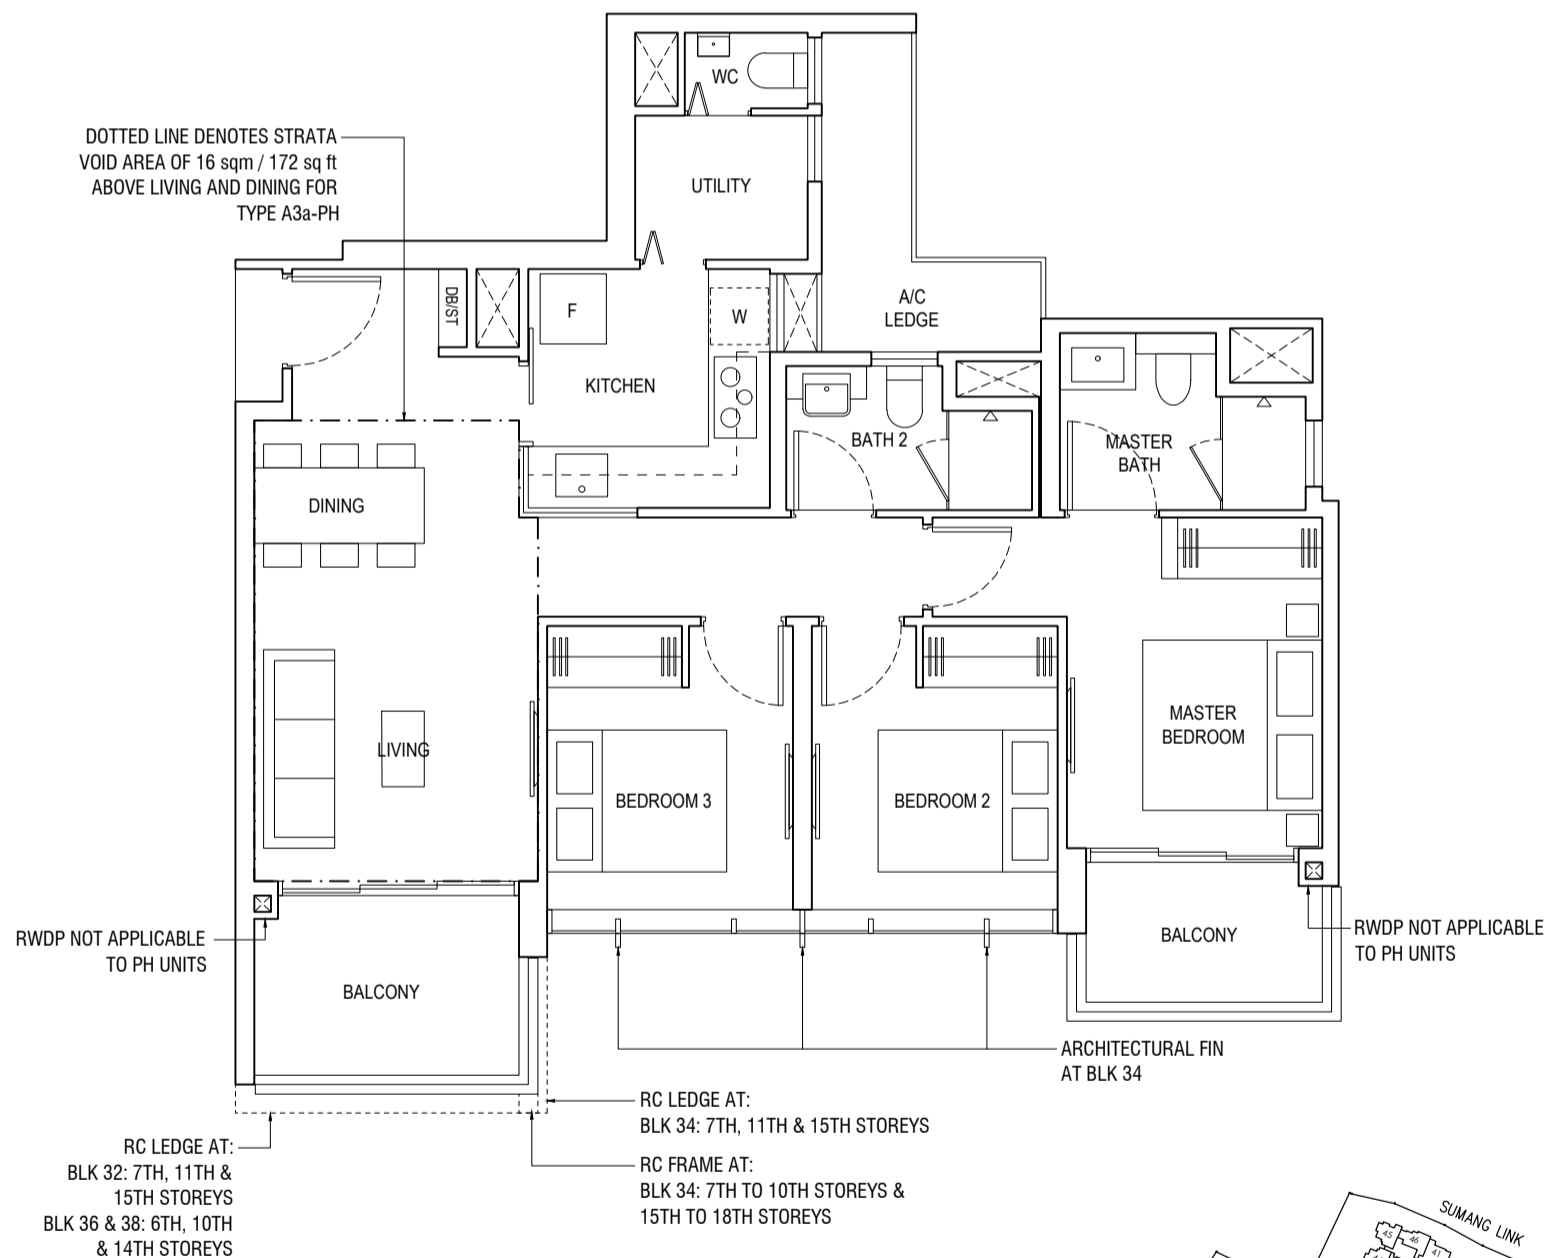 WC
DOTTED LINE DENOTES STRATA
VOID AREA OF 16 sqm / 172 sq ft
ABOVE LIVING AND DINING FOR
TYPE A3a-PH
UTILITY
DB/ST
F
W
A/C
LEDGE
KITCHEN
BATH 2
MASTER
BATH
DINING
LIVING
BEDROOM 3
BEDROOM 2
MASTER
BEDROOM
RWDP NOT APPLICABLE
TO PH UNITS
BALCONY
BALCONY
RWDP NOT APPLICABLE
TO PH UNITS
ARCHITECTURAL FIN
AT BLK 34
RC LEDGE AT:
BLK 34: 7TH, 11TH & 15TH STOREYS
RC LEDGE AT:
BLK 32: 7TH, 11TH &
15TH STOREYS
BLK 36 & 38: 6TH, 10TH
& 14TH STOREYS
RC FRAME AT:
BLK 34: 7TH TO 10TH STOREYS &
15TH TO 18TH STOREYS
SUMANG LINK
45
46
41